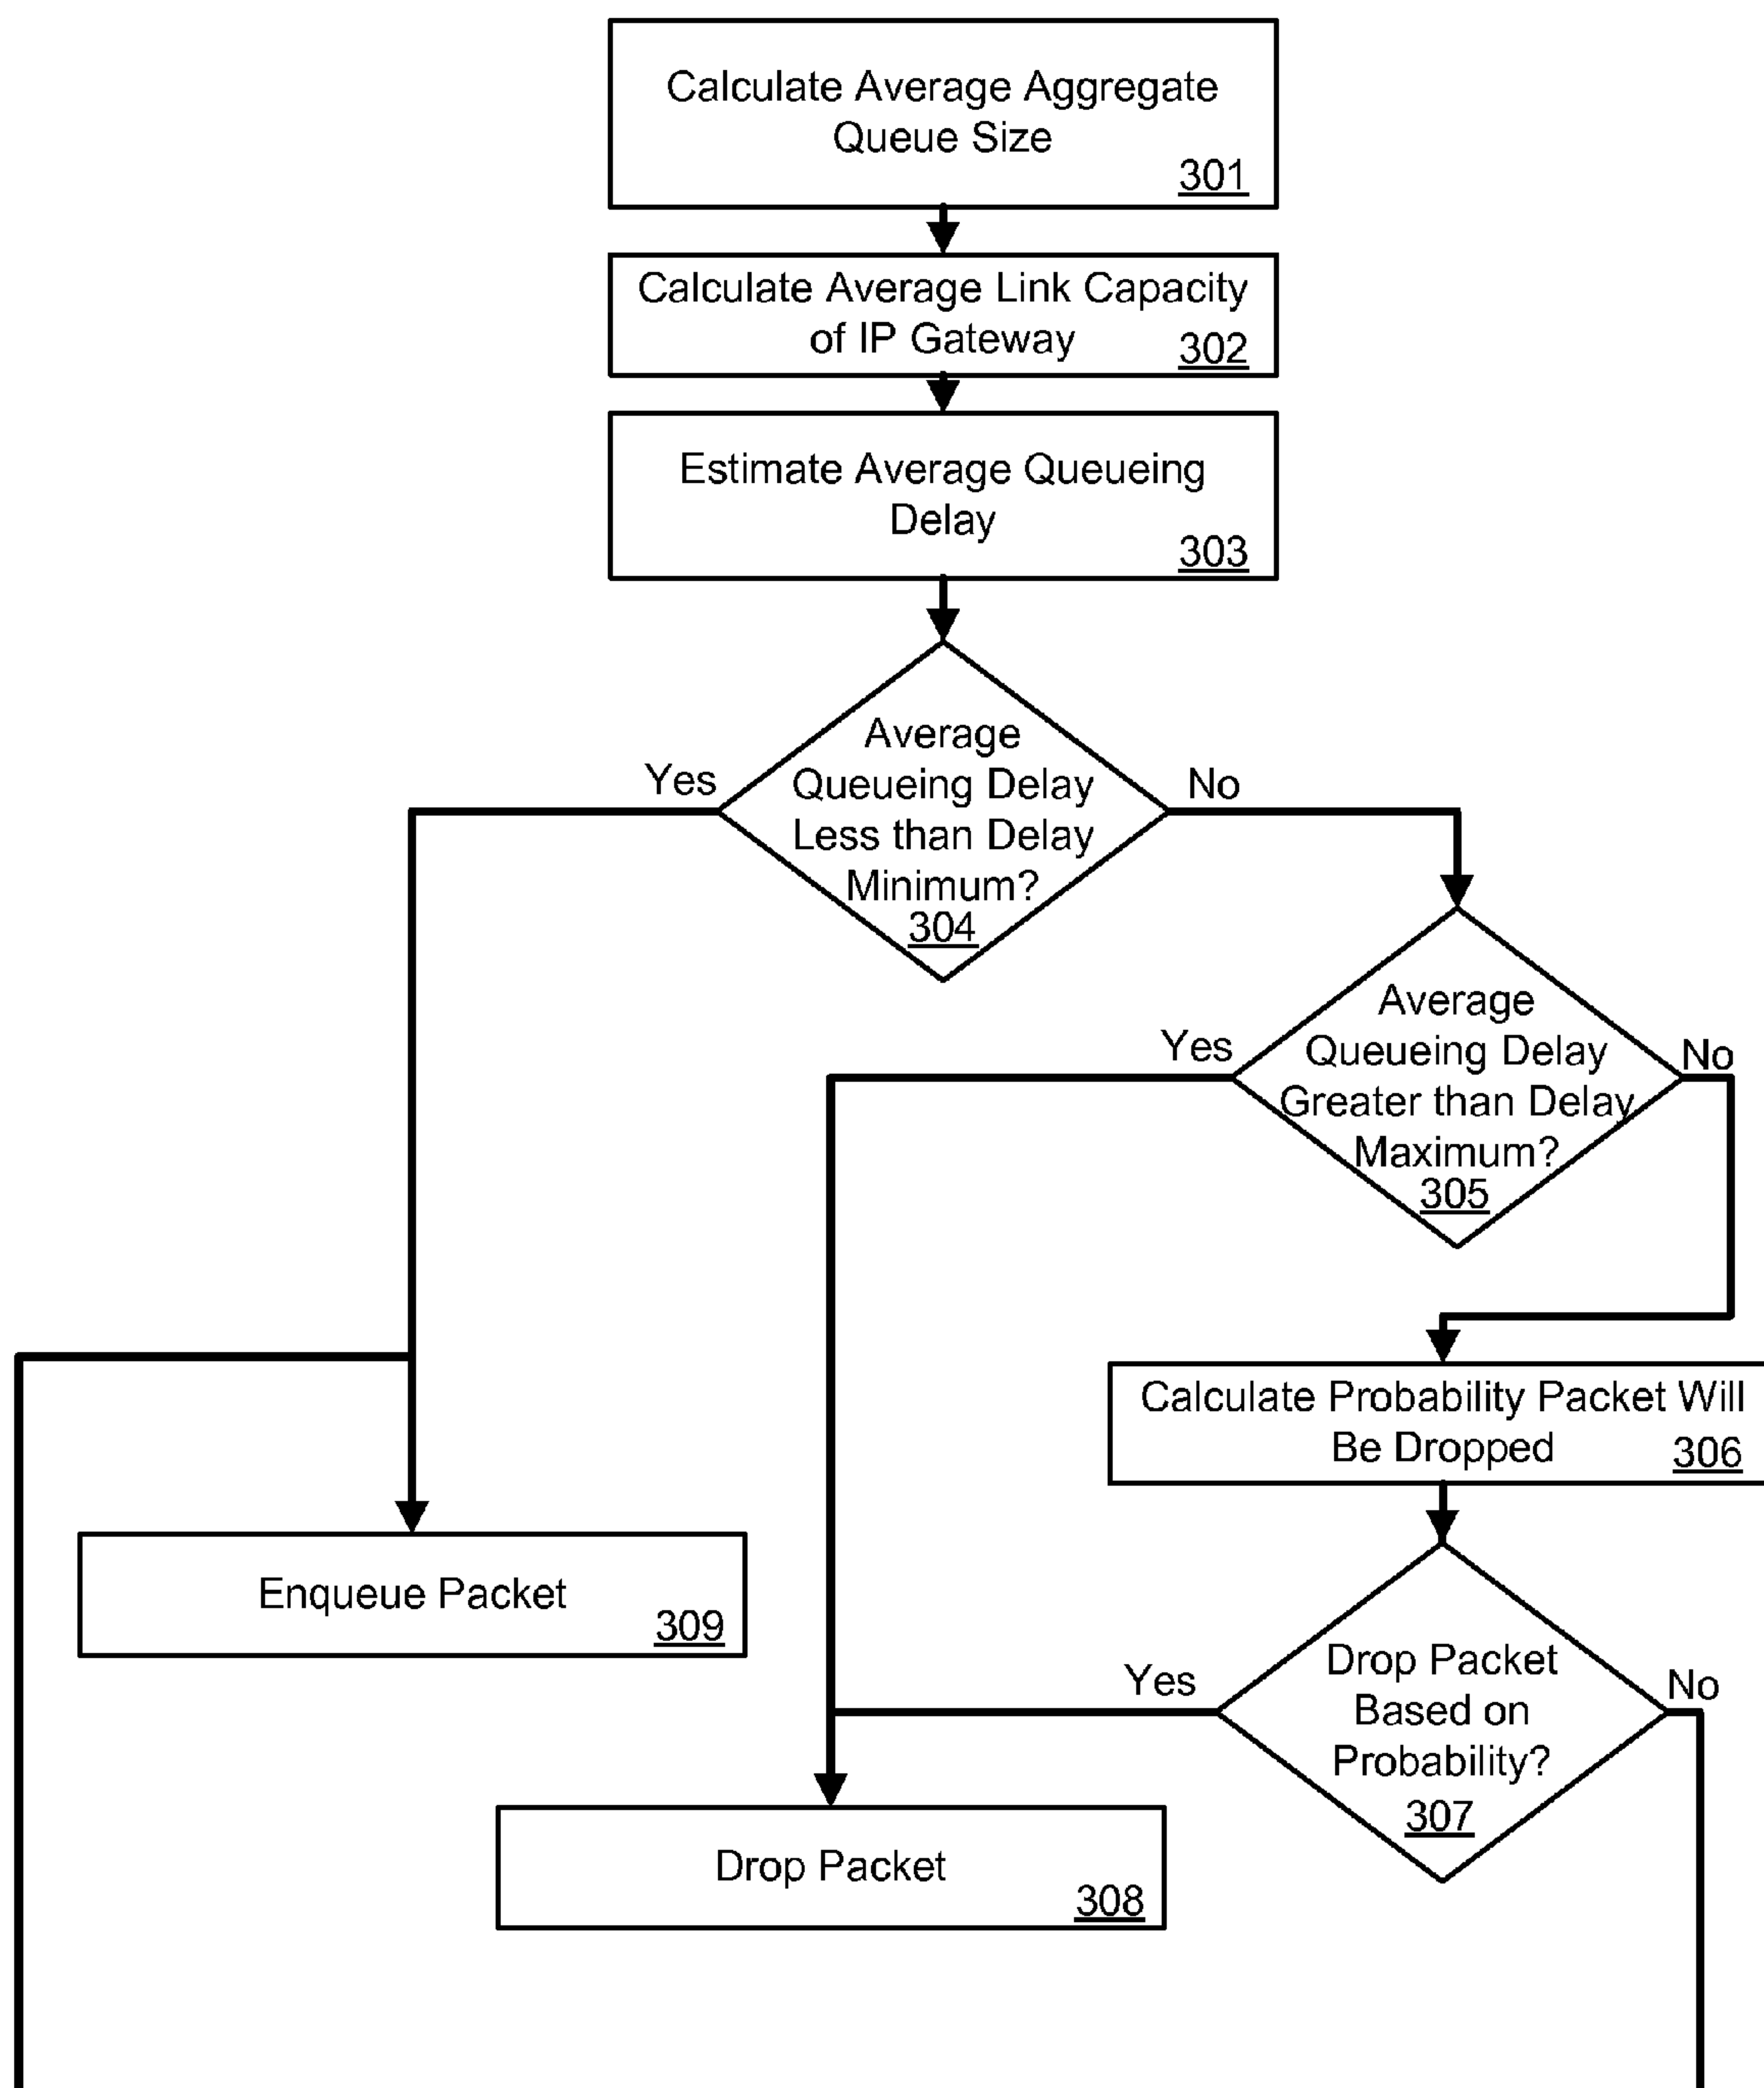 Calculate Average Aggregate
Queue Size
301
Calculate Average Link Capacity
of IP Gateway
302
Estimate Average Queueing
Delay
303
Average
Queueing Delay
Less than Delay
Minimum?
304
Yes
No
Average
Queueing Delay
Greater than Delay
Maximum?
305
Yes
No
Calculate Probability Packet Will
Be Dropped
306
Enqueue Packet
309
Drop Packet
Based on
Probability?
307
Yes
No
Drop Packet
308